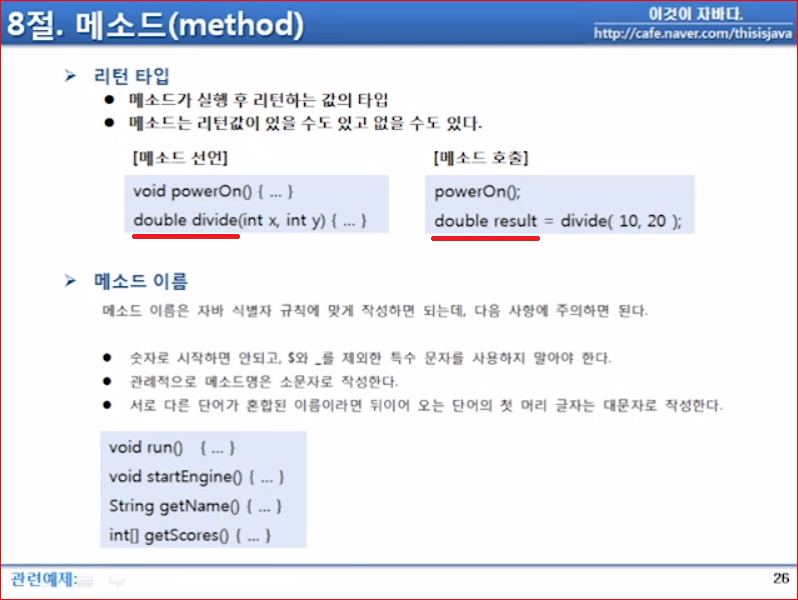 8절. 메소드(method)
이것이 자바다.
http://cafe.naver.com/thisisjava
➤ 리턴 타입
● 메소드가 실행 후 리턴하는 값의 타입
● 메소드는 리턴값이 있을 수도 있고 없을 수도 있다.
[메소드 선언]
void powerOn() { ... }
double divide(int x, int y) { ... }
[메소드 호출]
powerOn();
double result = divide( 10, 20 );
➤ 메소드 이름
메소드 이름은 자바 식별자 규칙에 맞게 작성하면 되는데, 다음 사항에 주의하면 된다.
● 숫자로 시작하면 안되고, $와 _를 제외한 특수 문자를 사용하지 말아야 한다.
● 관례적으로 메소드명은 소문자로 작성한다.
● 서로 다른 단어가 혼합된 이름이라면 뒤이어 오는 단어의 첫 머리 글자는 대문자로 작성한다.
void run() { ... }
void startEngine() { ... }
String getName() { ... }
int[] getScores() { ... }
관련예제:
26